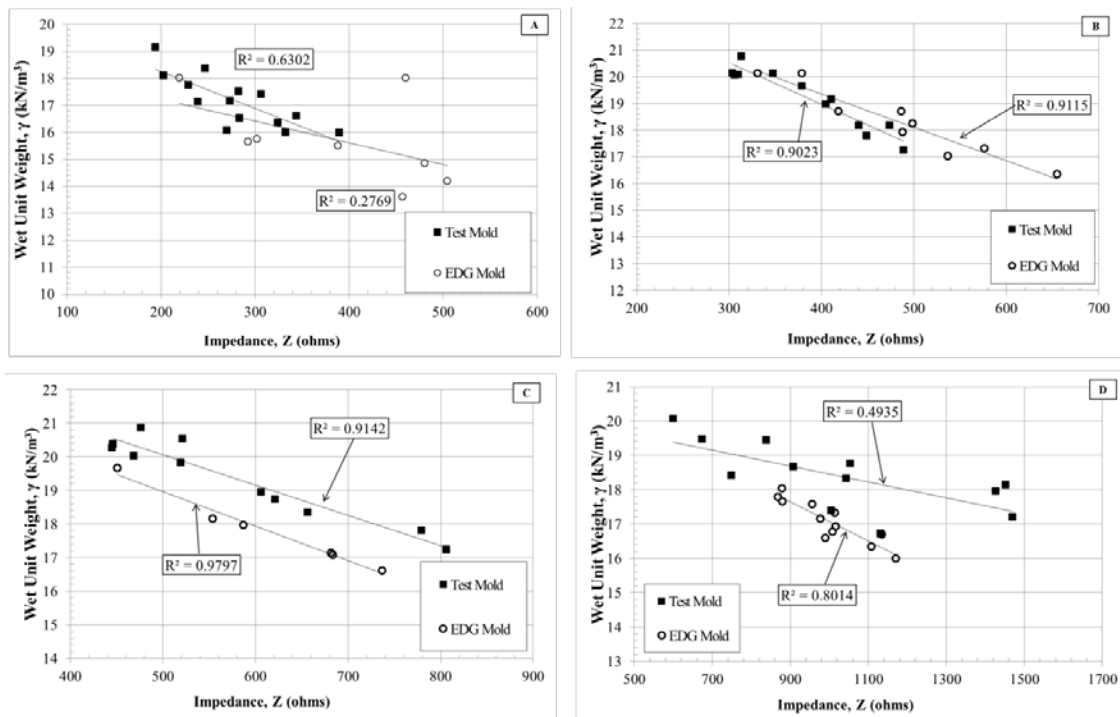 A
20
19
18
17
16
15
14
13
12
11
10
Wet Unit Weight, γ (kN/m³)
R² = 0.6302
R² = 0.2769
Test Mold
EDG Mold
100 200 300 400 500 600
Impedance, Z (ohms)
B
22
21
20
19
18
17
16
15
14
13
12
Wet Unit Weight, γ (kN/m³)
R² = 0.9115
R² = 0.9023
Test Mold
EDG Mold
200 300 400 500 600 700
Impedance, Z (ohms)
C
22
21
20
19
18
17
16
15
14
Wet Unit Weight, γ (kN/m³)
R² = 0.9142
R² = 0.9797
Test Mold
EDG Mold
400 500 600 700 800 900
Impedance, Z (ohms)
D
21
20
19
18
17
16
15
14
13
Wet Unit Weight, γ (kN/m³)
R² = 0.4935
R² = 0.8014
Test Mold
EDG Mold
500 700 900 1100 1300 1500 1700
Impedance, Z (ohms)